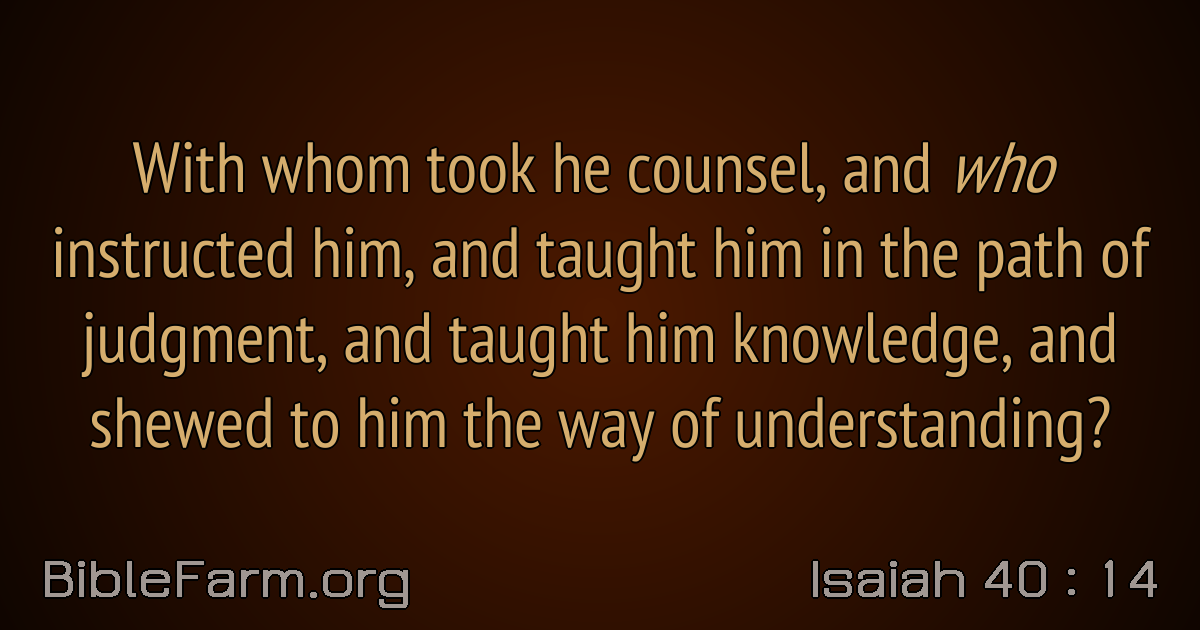 With whom took he counsel, and who
instructed him, and taught him in the path of
judgment, and taught him knowledge, and
shewed to him the way of understanding?
BibleFarm.org
Isaiah 40 : 14